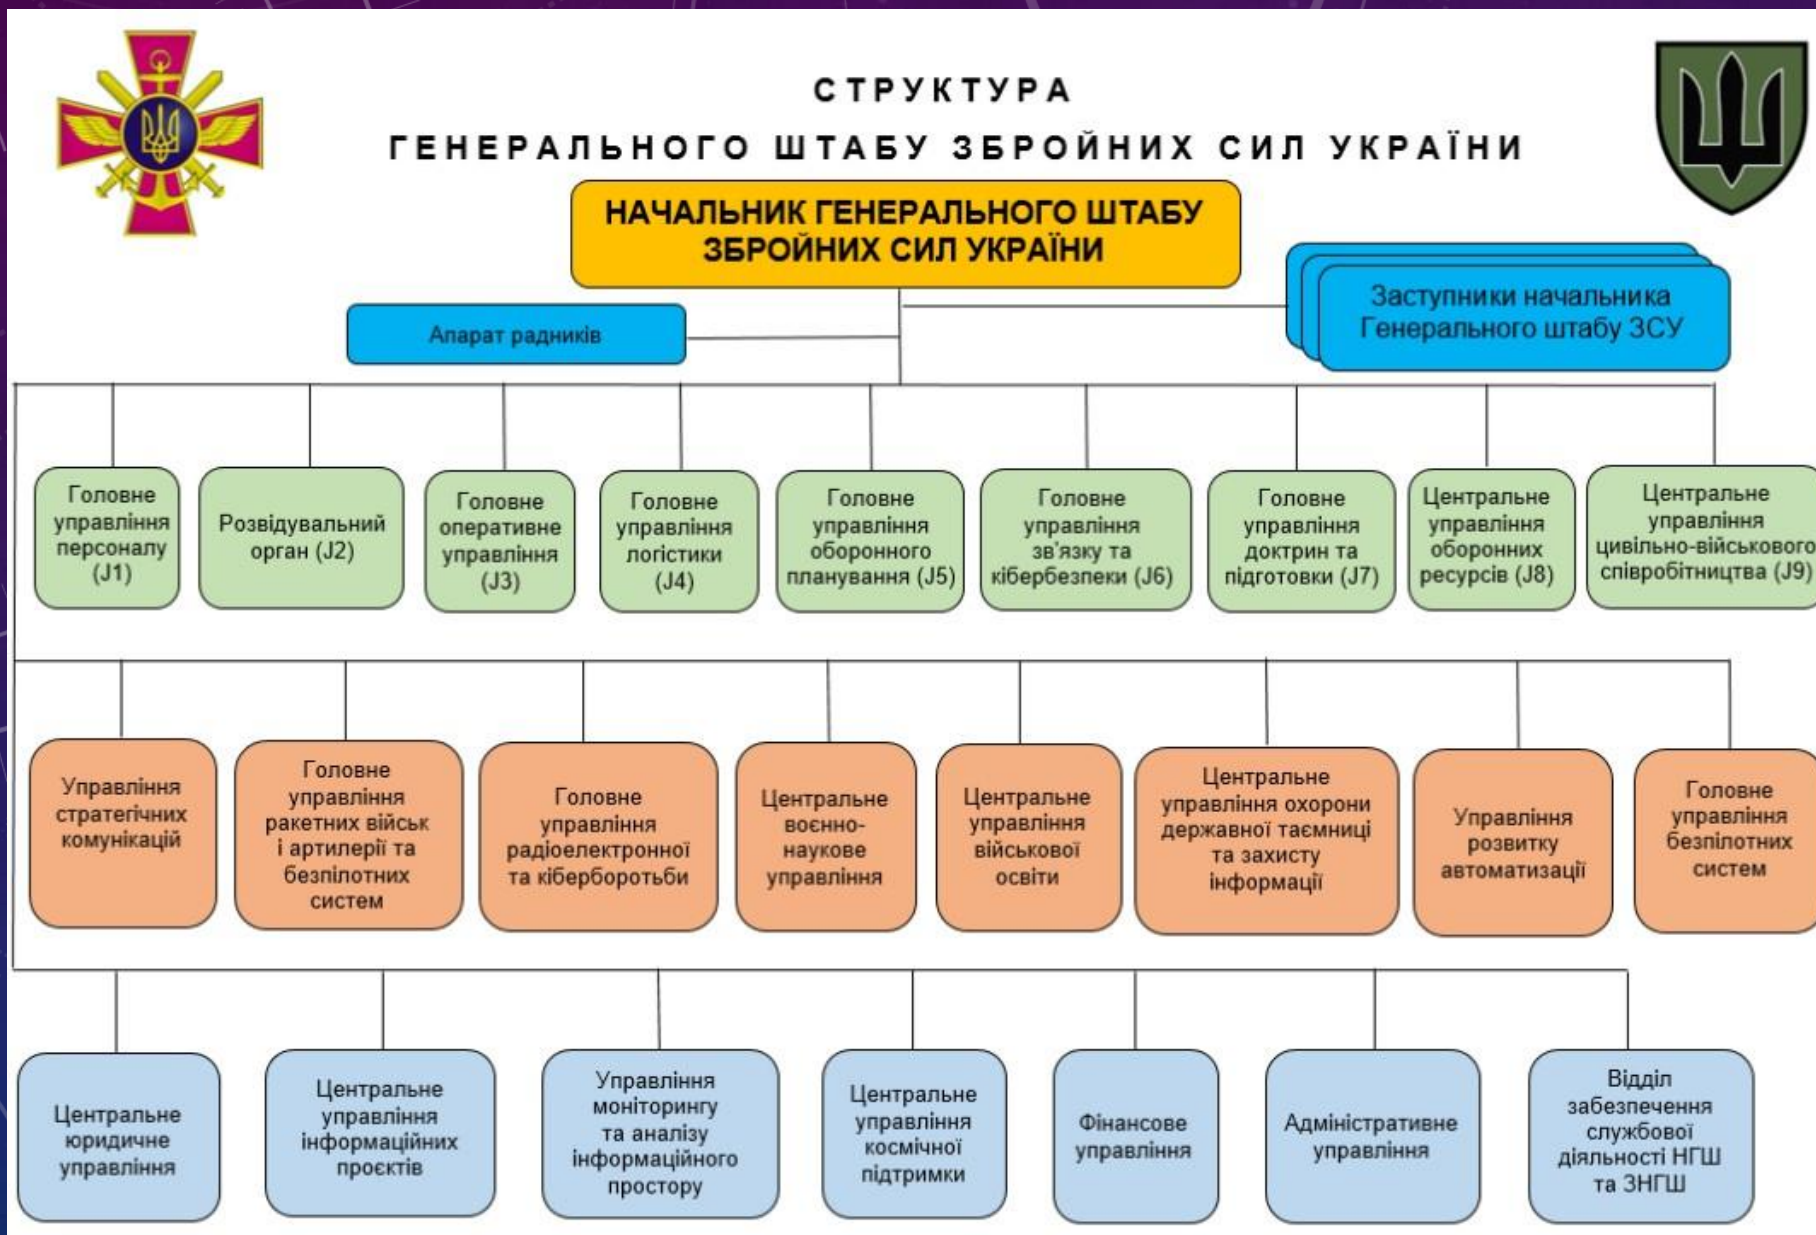 СТРУКТУРА
ГЕНЕРАЛЬНОГО ШТАБУ ЗБРОЙНИХ СИЛ УКРАЇНИ
НАЧАЛЬНИК ГЕНЕРАЛЬНОГО ШТАБУ
ЗБРОЙНИХ СИЛ УКРАЇНИ
Заступники начальника
Генерального штабу ЗСУ
Апарат радників
Головне
управління
персоналу
(J1)
Розвідувальний
орган (J2)
Головне
оперативне
управління
(J3)
Головне
управління
логістики
(J4)
Головне
управління
оборонного
планування (J5)
Головне
управління
зв'язку та
кібербезпеки (J6)
Головне
управління
доктрин та
підготовки (J7)
Центральне
управління
оборонних
ресурсів (J8)
Центральне
управління
цивільно-військового
співробітництва (J9)
Управління
стратегічних
комунікацій
Головне
управління
ракетних військ
і артилерії та
безпілотних
систем
Головне
управління
радіоелектронної
та кіберборотьби
Центральне
воєнно-
наукове
управління
Центральне
управління
військової
освіти
Центральне
управління охорони
державної таємниці
та захисту
інформації
Управління
розвитку
автоматизації
Головне
управління
безпілотних
систем
Центральне
юридичне
управління
Центральне
управління
інформаційних
проєктів
Управління
моніторингу
та аналізу
інформаційного
простору
Центральне
управління
космічної
підтримки
Фінансове
управління
Адміністративне
управління
Відділ
забезпечення
службової
діяльності НГШ
та ЗНГШ